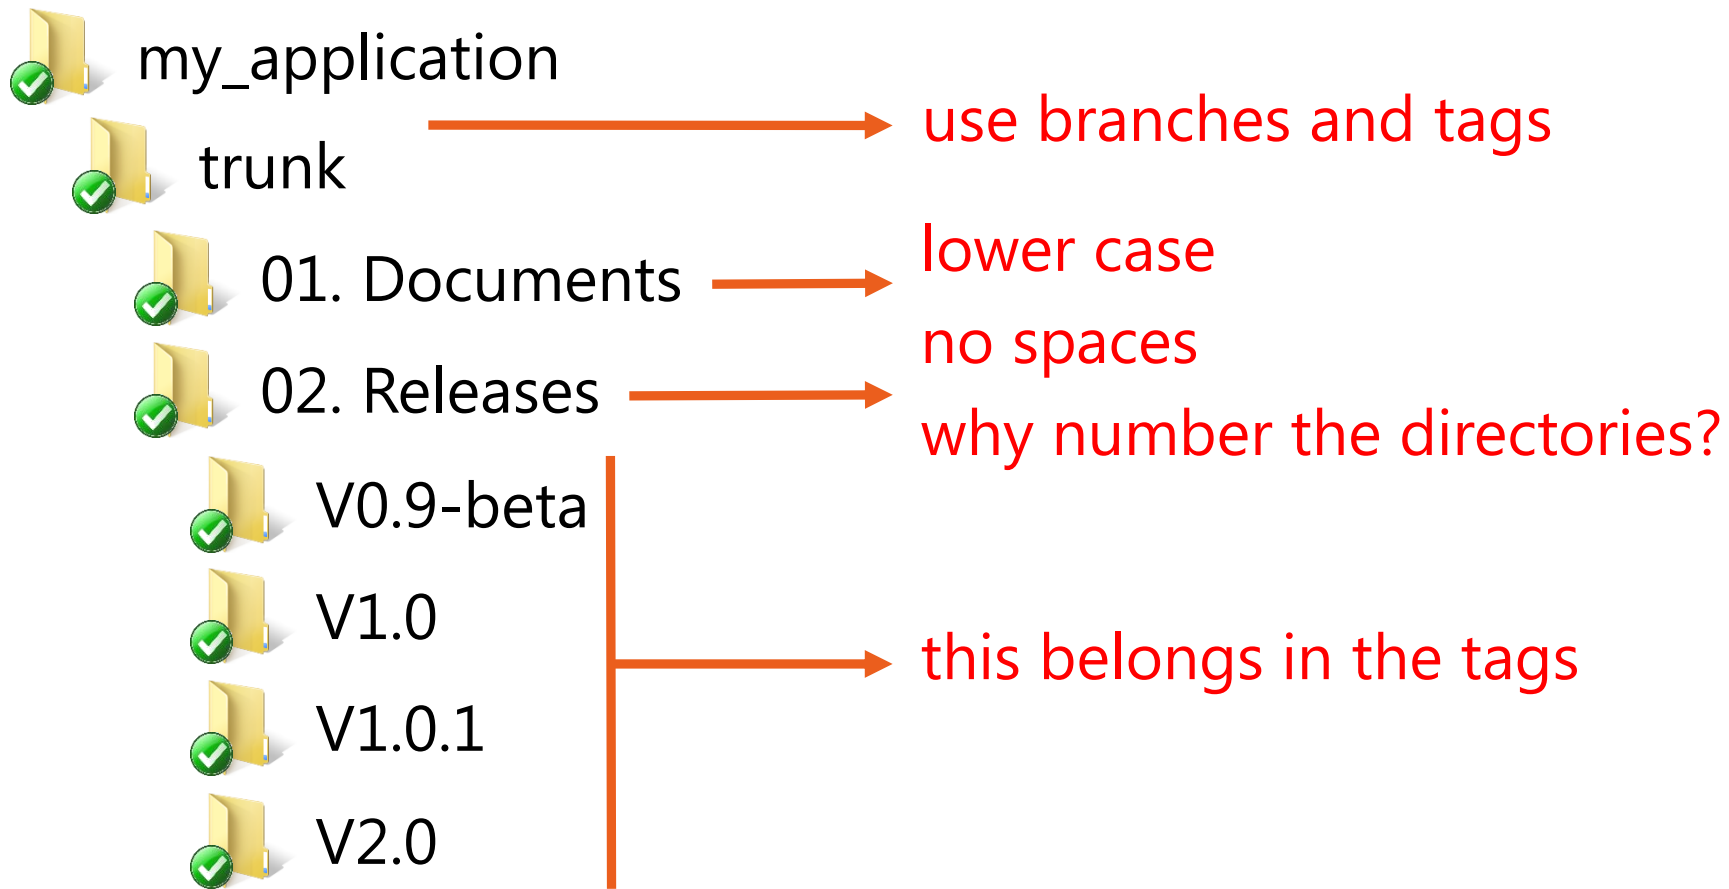 my_application
use branches and tags
trunk
lower case
01. Documents
no spaces
02. Releases
why number the directories?
V0.9-beta
V1.0
this belongs in the tags
V1.0.1
V2.0